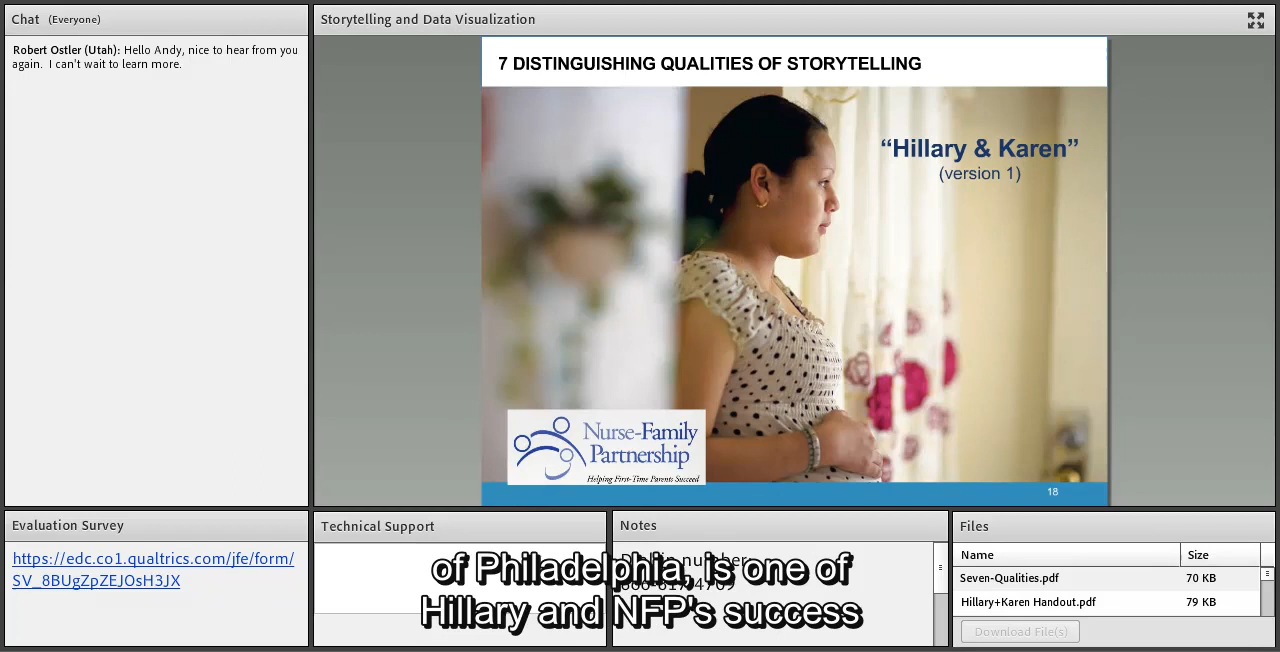 Chat (Everyone)
Robert Ostler (Utah): Hello Andy, nice to hear from you
again. I can't wait to learn more.
Storytelling and Data Visualization
7 DISTINGUISHING QUALITIES OF STORYTELLING
“Hillary & Karen”
(version 1)
Nurse-Family
Partnership
Helping First-Time Parents Succeed
18
Evaluation Survey
https://edc.co1.qualtrics.com/jfe/form/
SV_8BUgZpZEJOsH3JX
Technical Support
Notes
Files
Name Size
Seven-Qualities.pdf 70 KB
Hillary+Karen Handout.pdf 79 KB
Download File(s)
of Philadelphia, is one of
Hillary and NFP's success